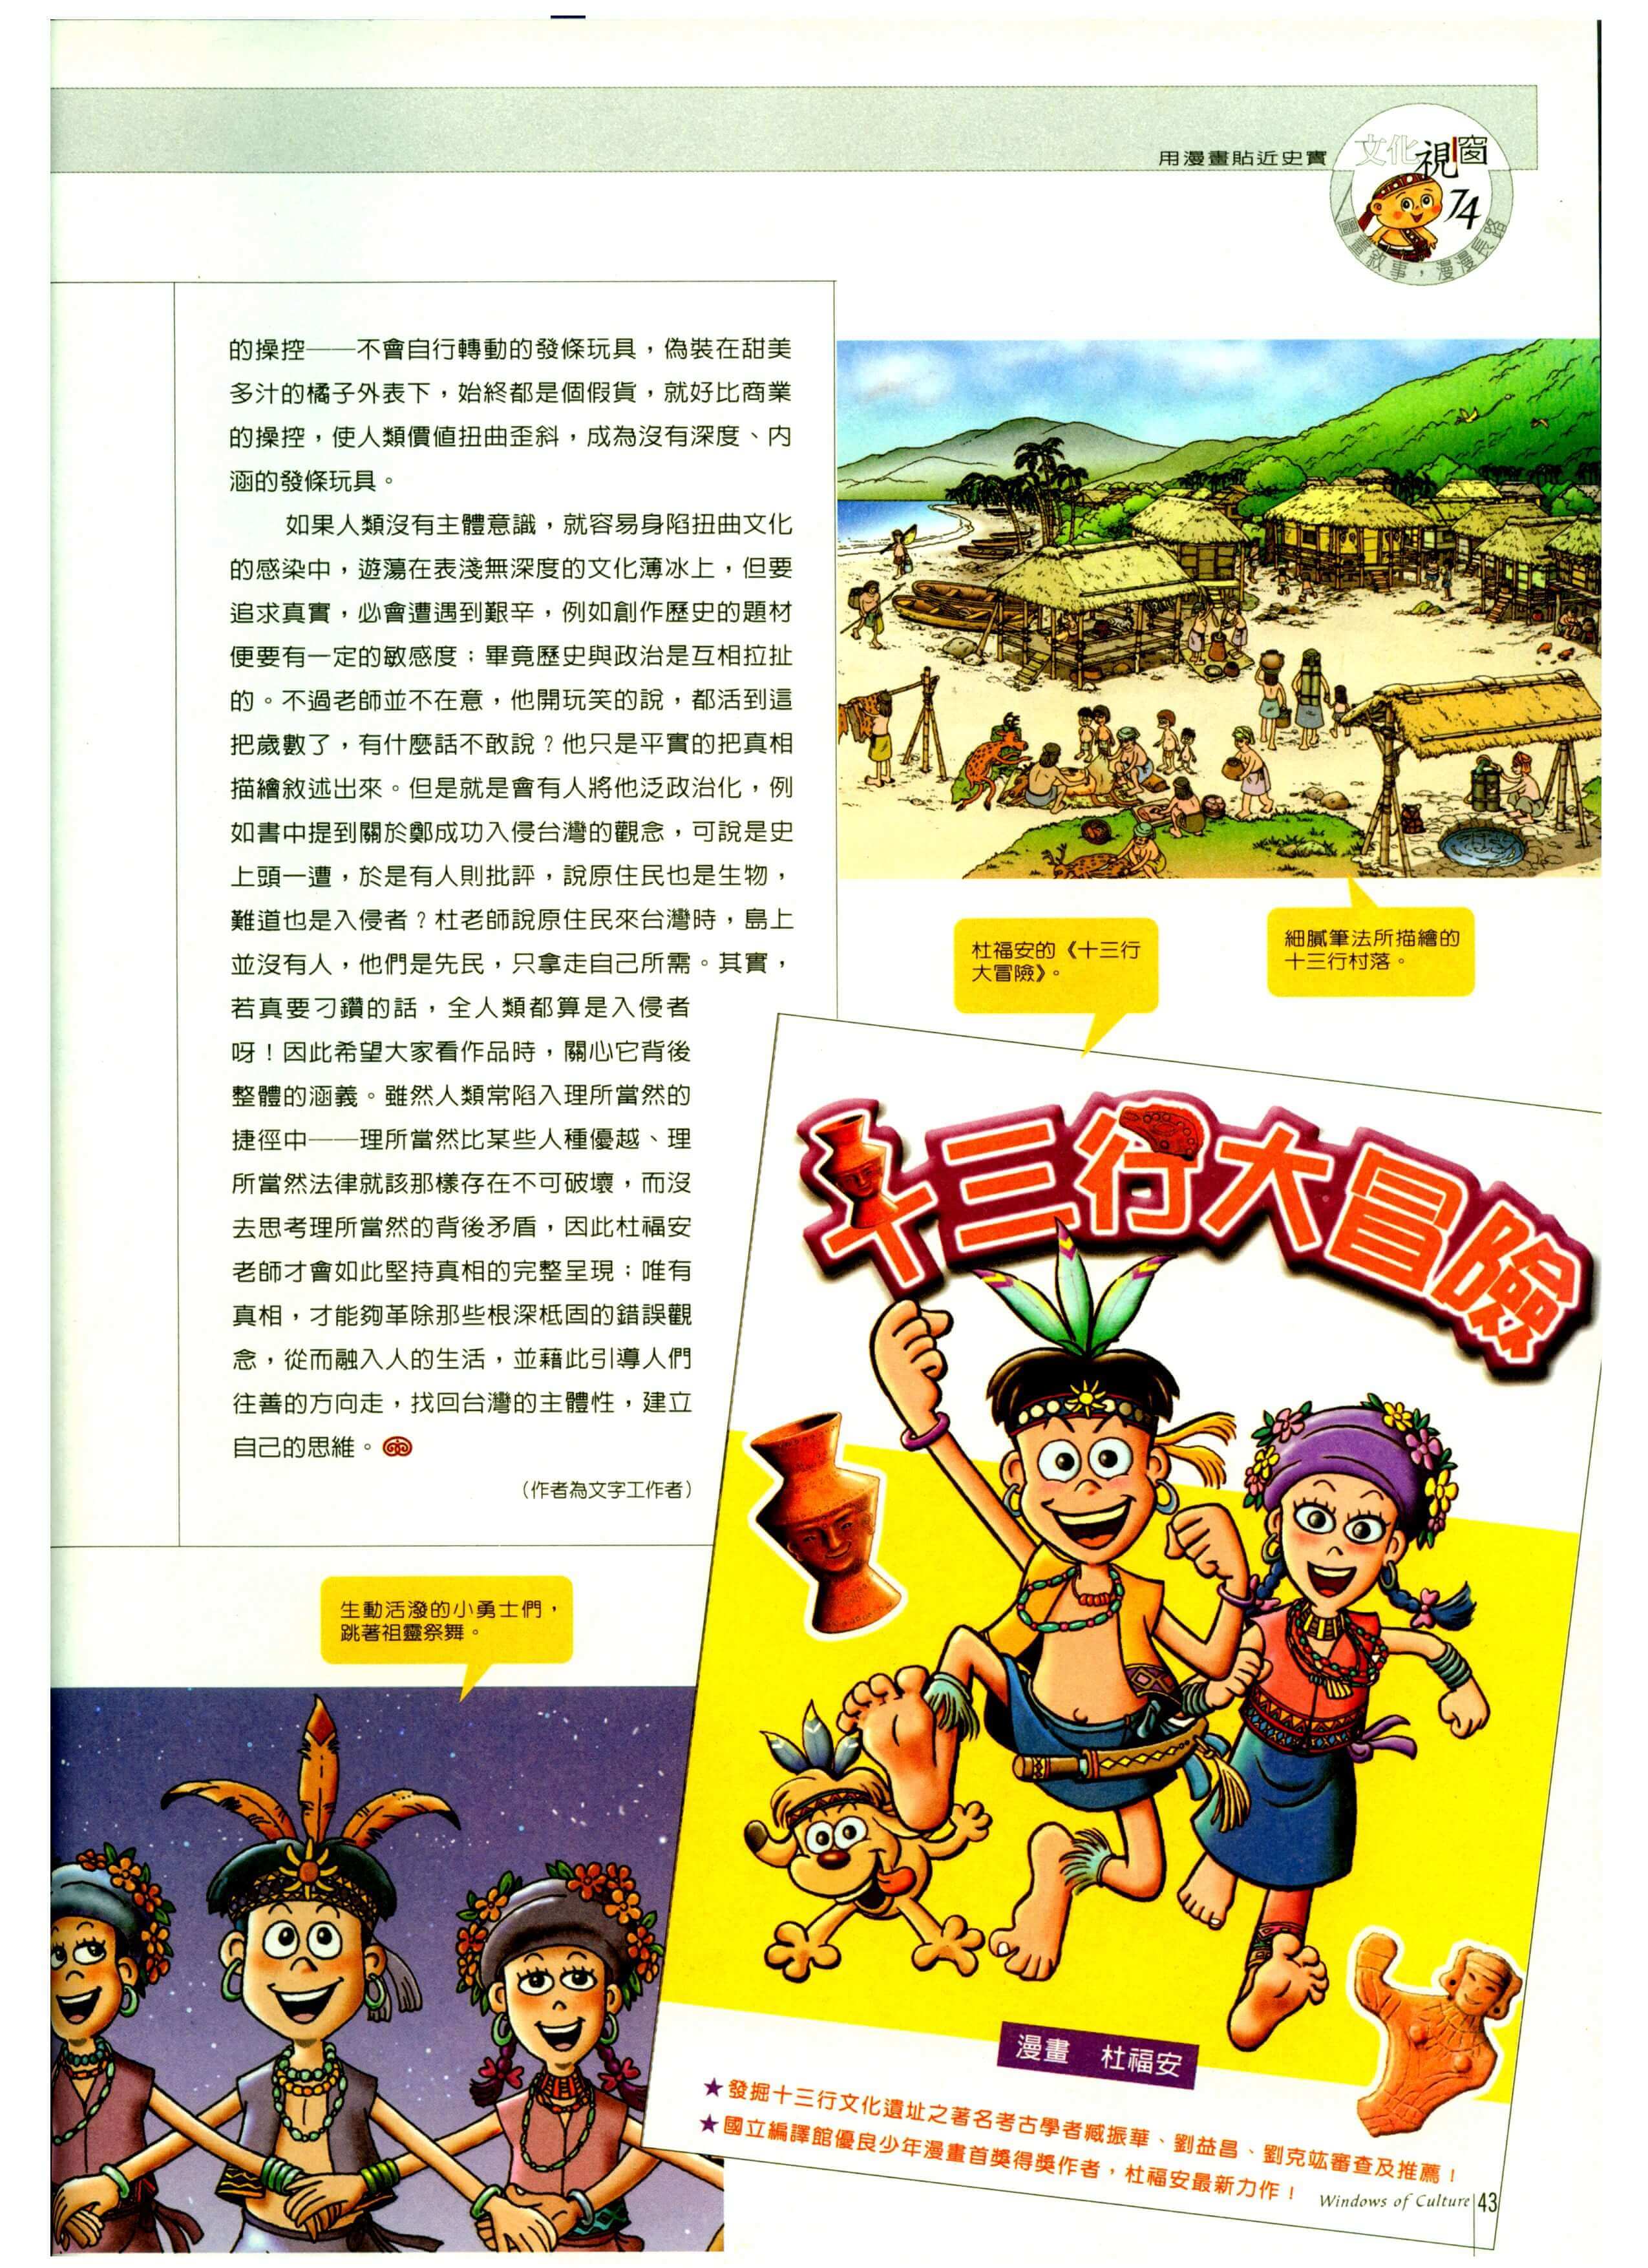 用漫畫貼近史實
文化視窗
74
圖畫敘事，漫漫長路
的操控──不會自行轉動的發條玩具，偽裝在甜美
多汁的橘子外表下，始終都是個假貨，就好比商業
的操控，使人類價值扭曲歪斜，成為沒有深度、內
涵的發條玩具。
如果人類沒有主體意識，就容易身陷扭曲文化
的感染中，遊蕩在表淺無深度的文化薄冰上，但要
追求真實，必會遭遇到艱辛，例如創作歷史的題材
便要有一定的敏感度；畢竟歷史與政治是互相拉扯
的。不過老師並不在意，他開玩笑的說，都活到這
把歲數了，有什麼話不敢說？他只是平實的把真相
描繪敘述出來。但是就是會有人將他泛政治化，例
如書中提到關於鄭成功入侵台灣的觀念，可說是史
上頭一遭，於是有人則批評，說原住民也是生物，
難道也是入侵者？杜老師說原住民來台灣時，島上
並沒有人，他們是先民，只拿走自己所需。其實，
若真要刁鑽的話，全人類都算是入侵者
呀！因此希望大家看作品時，關心它背後
整體的涵義。雖然人類常陷入理所當然的
捷徑中──理所當然比某些人種優越、理
所當然法律就該那樣存在不可破壞，而沒
去思考理所當然的背後矛盾，因此杜福安
老師才會如此堅持真相的完整呈現；唯有
真相，才能夠革除那些根深柢固的錯誤觀
念，從而融入人的生活，並藉此引導人們
往善的方向走，找回台灣的主體性，建立
自己的思維。
（作者為文字工作者）
杜福安的《十三行
大冒險》。
細膩筆法所描繪的
十三行村落。
十三行大冒險
生動活潑的小勇士們，
跳著祖靈祭舞。
漫畫 杜福安
★發掘十三行文化遺址之著名考古學者臧振華、劉益昌、劉克竑審查及推薦！
★國立編譯館優良少年漫畫首獎得獎作者，杜福安最新力作！
Windows of Culture 43